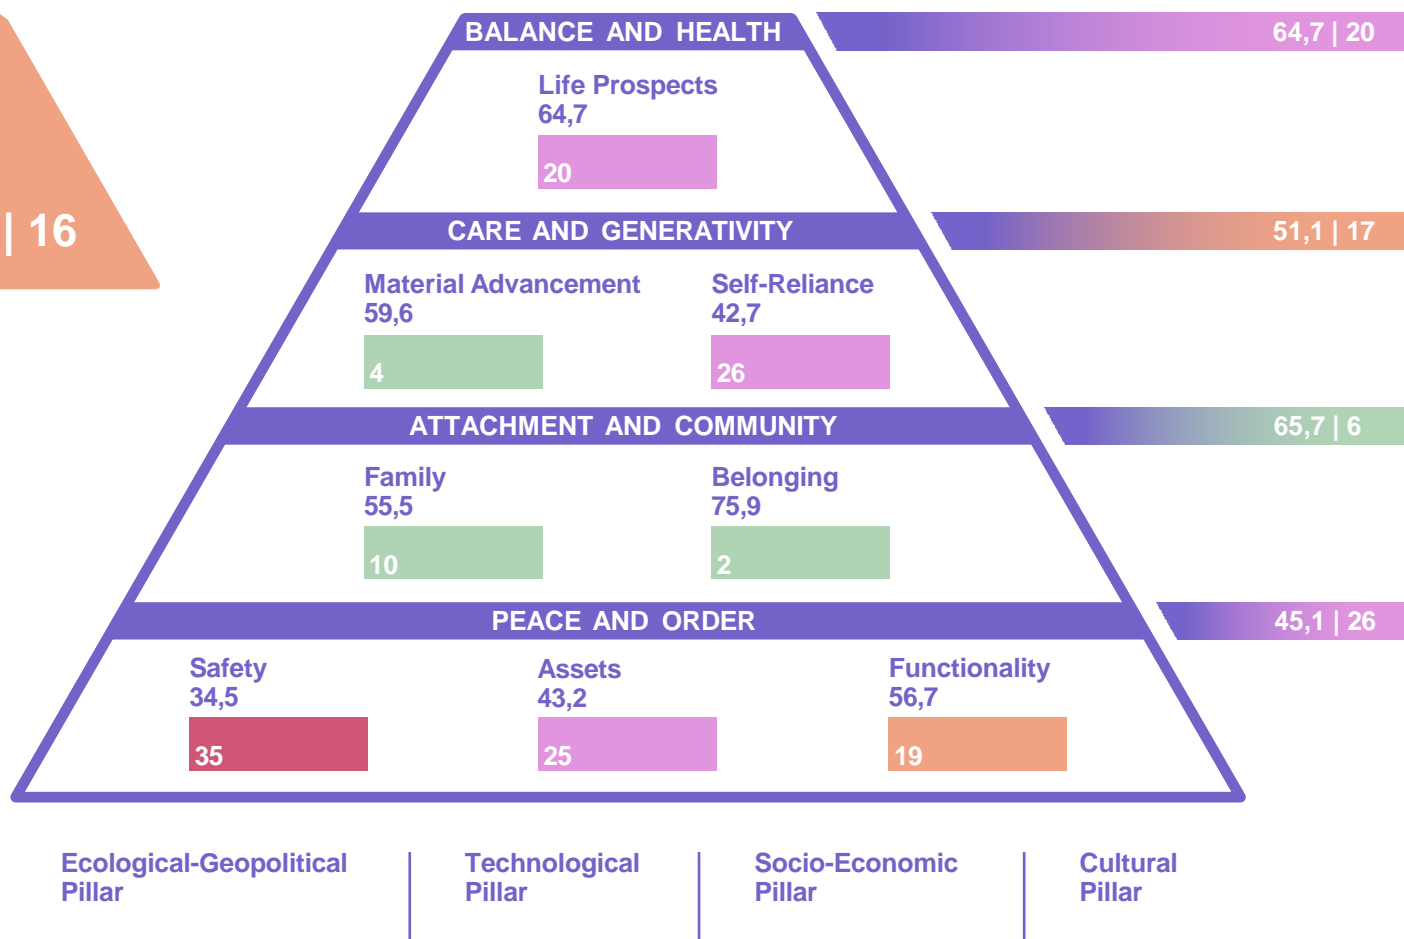 BALANCE AND HEALTH
64,7 | 20
Life Prospects
64,7
20
| 16
CARE AND GENERATIVITY
51,1 | 17
Material Advancement
59,6
4
Self-Reliance
42,7
26
ATTACHMENT AND COMMUNITY
65,7 | 6
Family
55,5
10
Belonging
75,9
2
PEACE AND ORDER
45,1 | 26
Safety
34,5
35
Assets
43,2
25
Functionality
56,7
19
Ecological-Geopolitical
Pillar
Technological
Pillar
Socio-Economic
Pillar
Cultural
Pillar